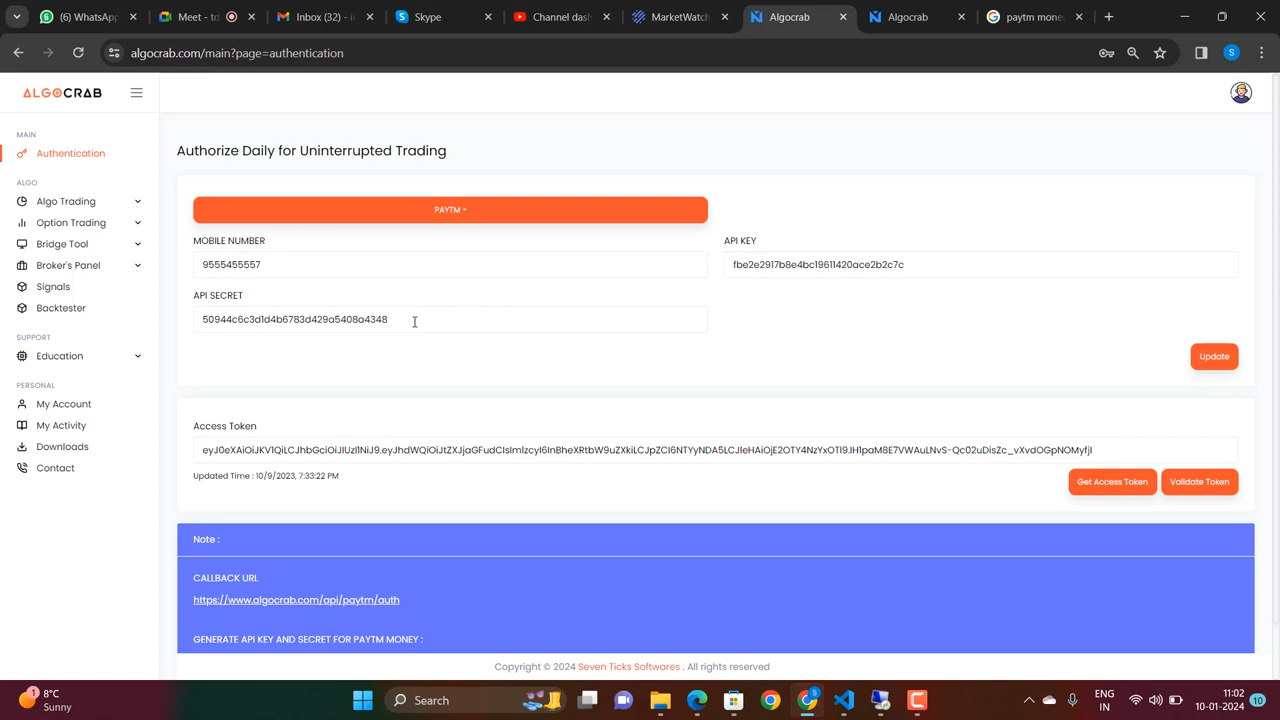 (6) WhatsApp
Meet - td
Inbox (32) - i
Skype
Channel dash
MarketWatch
Algocrab
Algocrab
paytm mone
algocrab.com/main?page=authentication
ALGOCRAB
MAIN
Authentication
ALGO
Algo Trading
Option Trading
Bridge Tool
Broker's Panel
Signals
Backtester
SUPPORT
Education
PERSONAL
My Account
My Activity
Downloads
Contact
Authorize Daily for Uninterrupted Trading
PAYTM
MOBILE NUMBER
9555455557
API KEY
fbe2e2917b8e4bc19611420ace2b2c7c
API SECRET
50944c6c3d1d4b6783d429a5408a4348
Update
Access Token
Updated Time : 10/9/2023, 7:33:22 PM
Get Access Token
Validate Token
Note :
CALLBACK URL
https://www.algocrab.com/api/paytm/auth
GENERATE API KEY AND SECRET FOR PAYTM MONEY :
Copyright © 2024 Seven Ticks Softwares . All rights reserved
1
8°C
Sunny
Search
ENG
IN
11:02
10-01-2024
10